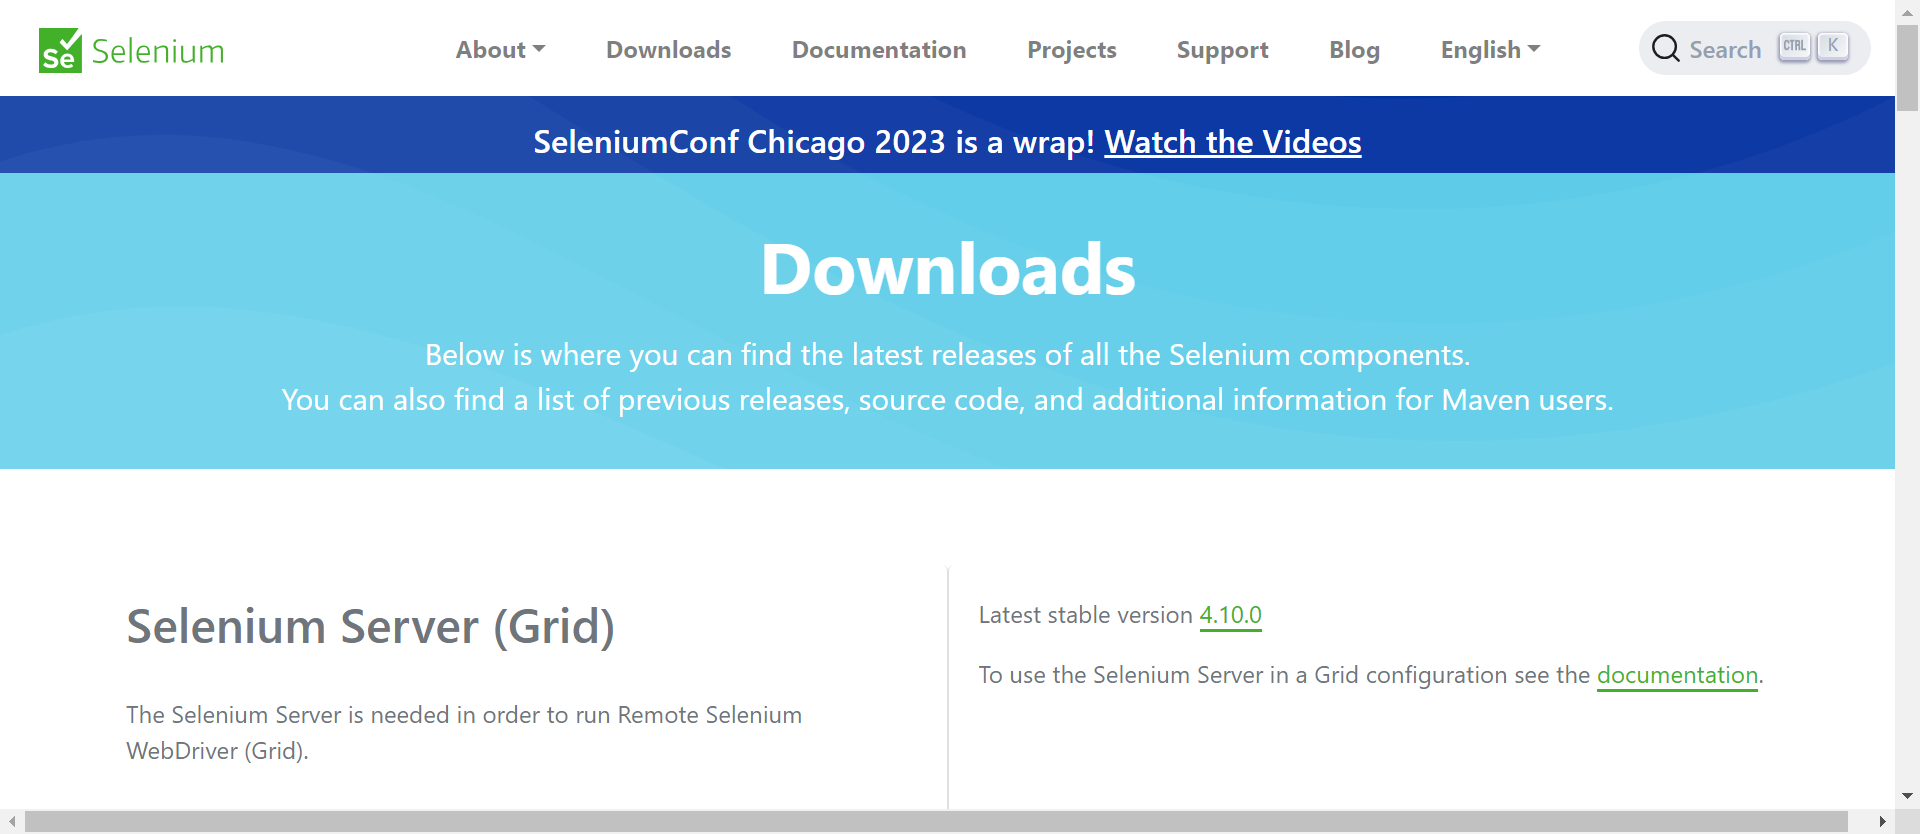 Se Selenium
About Downloads Documentation Projects Support Blog English Search CTRL K
SeleniumConf Chicago 2023 is a wrap! Watch the Videos
Downloads
Below is where you can find the latest releases of all the Selenium components.
You can also find a list of previous releases, source code, and additional information for Maven users.
Selenium Server (Grid)
The Selenium Server is needed in order to run Remote Selenium
WebDriver (Grid).
Latest stable version 4.10.0
To use the Selenium Server in a Grid configuration see the documentation.